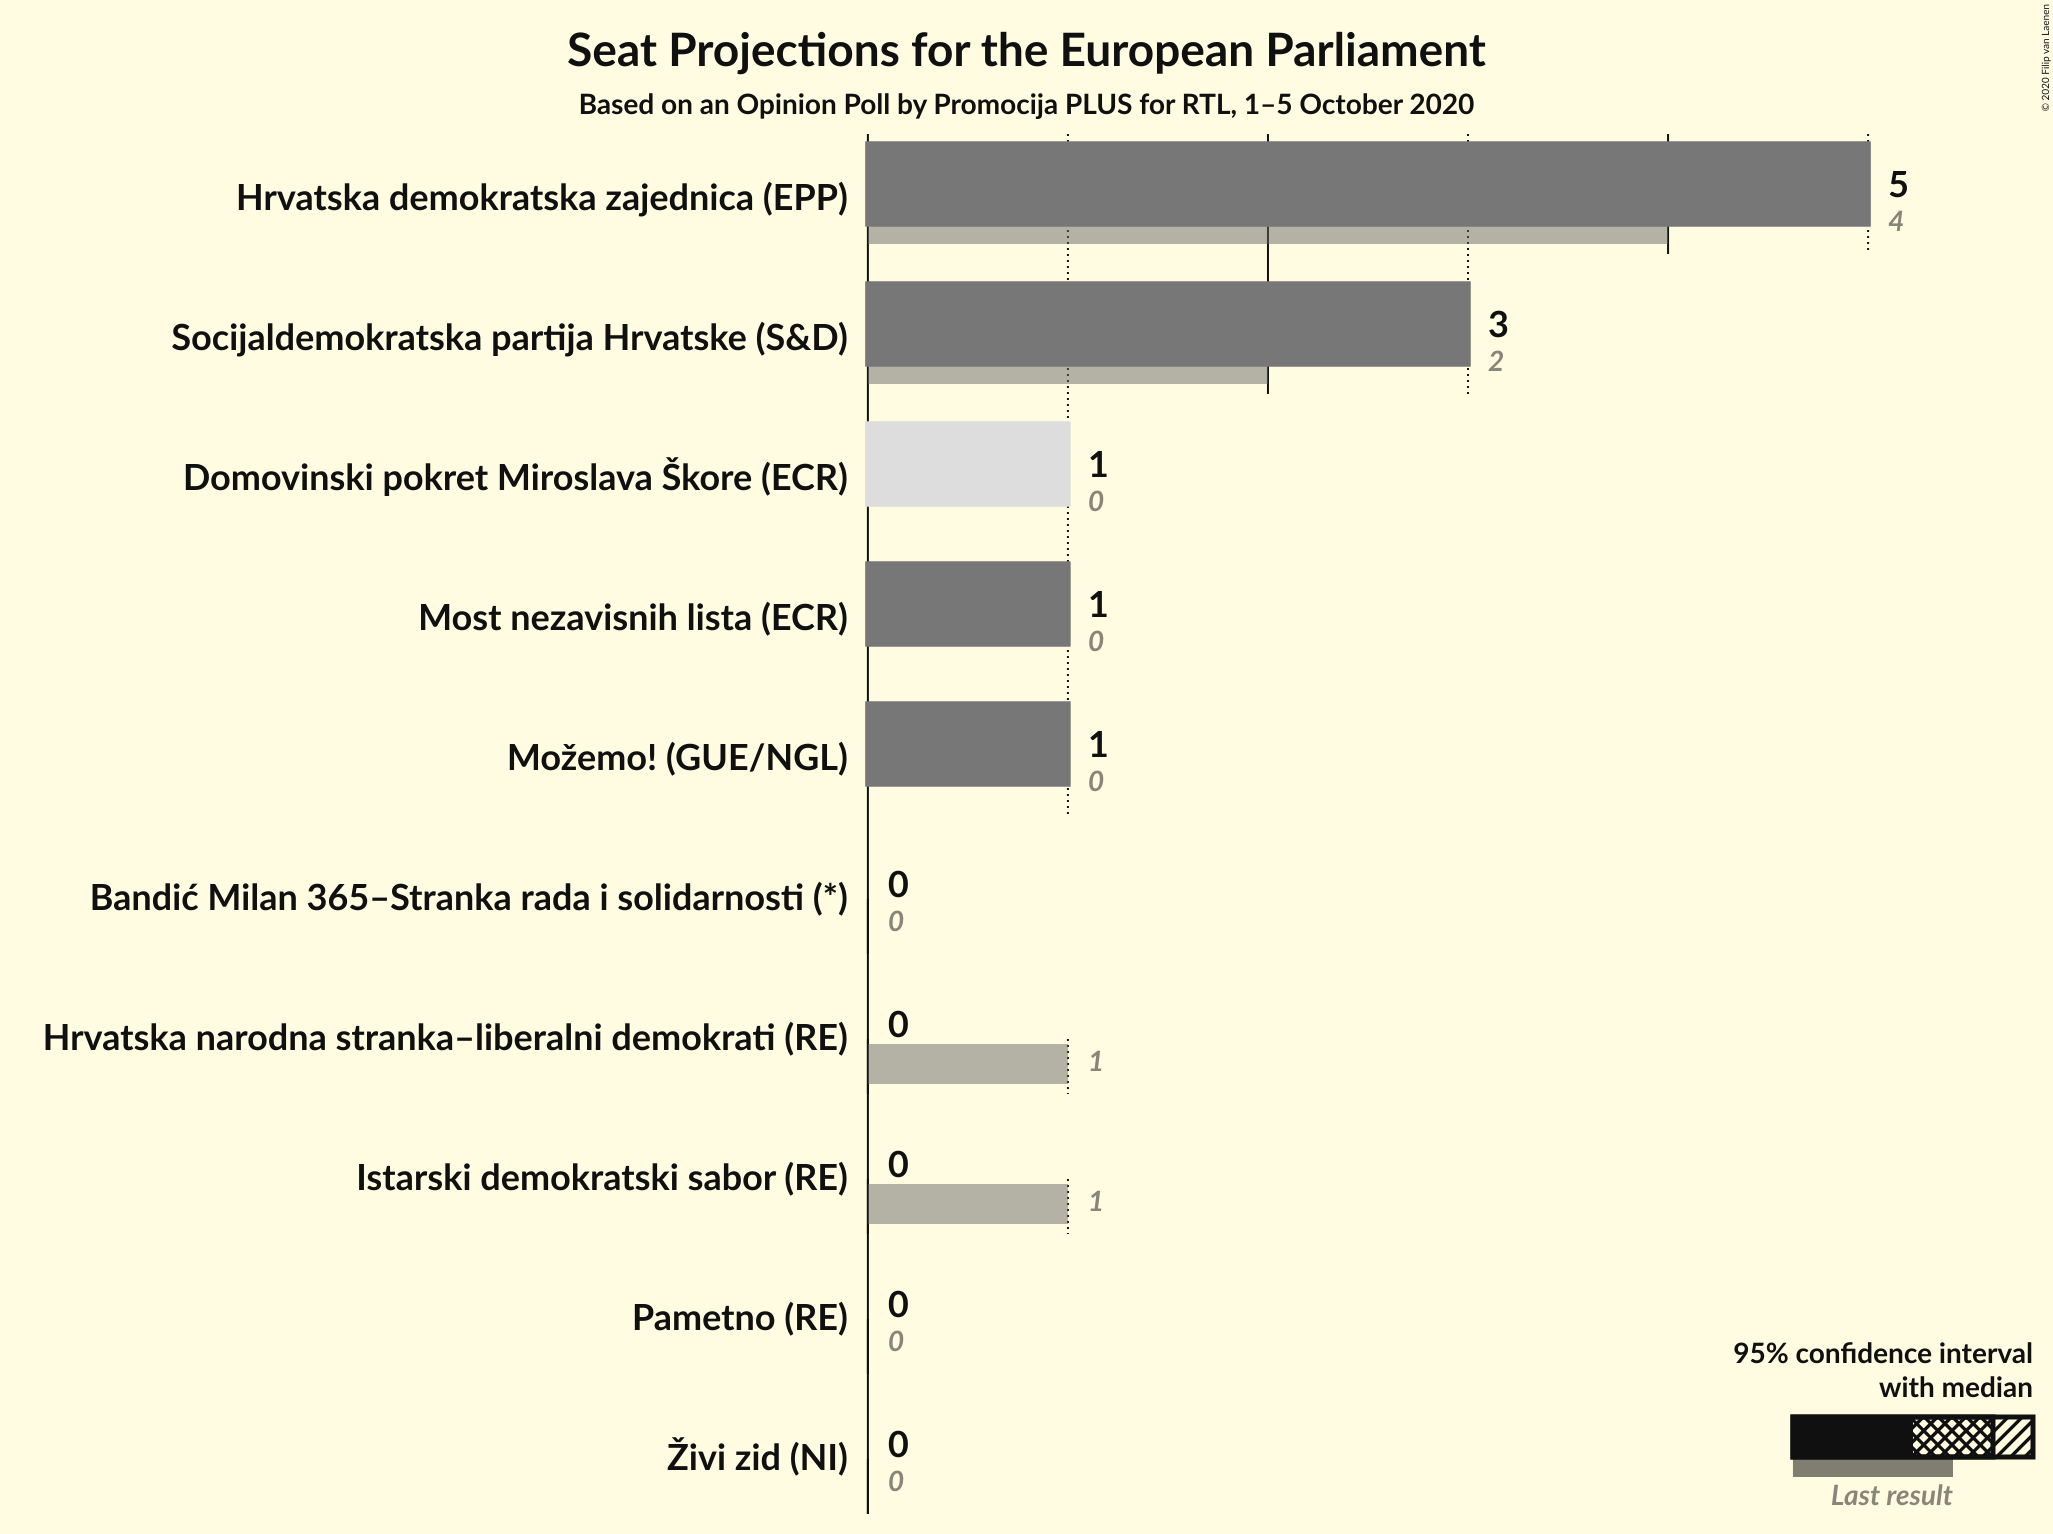 Seat Projections for the European Parliament
Based on an Opinion Poll by Promocija PLUS for RTL, 1–5 October 2020
© 2020 Filip van Laenen
Hrvatska demokratska zajednica (EPP)
5
4
Socijaldemokratska partija Hrvatske (S&D)
3
2
Domovinski pokret Miroslava Škore (ECR)
1
0
Most nezavisnih lista (ECR)
1
0
Možemo! (GUE/NGL)
1
0
Bandić Milan 365–Stranka rada i solidarnosti (*)
0
0
Hrvatska narodna stranka–liberalni demokrati (RE)
0
1
Istarski demokratski sabor (RE)
0
1
Pametno (RE)
0
0
Živi zid (NI)
0
0
95% confidence interval
with median
Last result